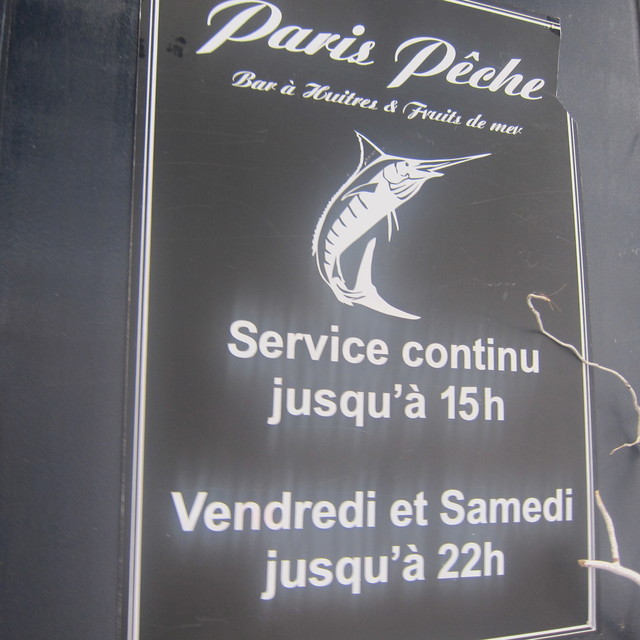 Paris Pêche
Bar à Huitres & Fruits de mer
Service continu
jusqu'à 15h
Vendredi et Samedi
jusqu'à 22h